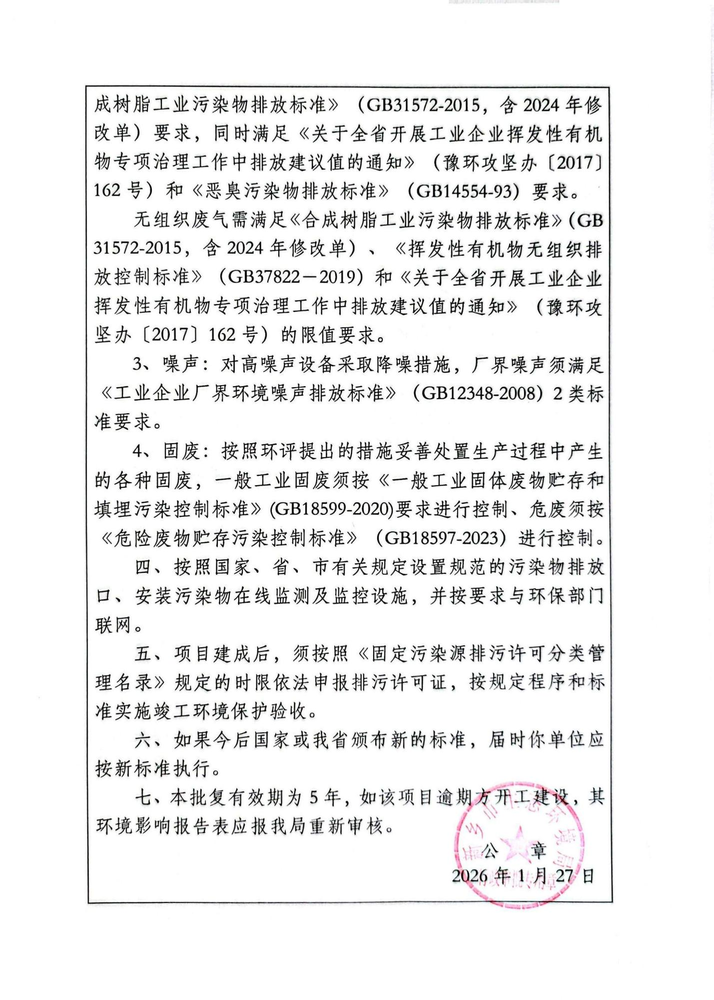 成树脂工业污染物排放标准》（GB31572-2015，含 2024 年修
改单）要求，同时满足《关于全省开展工业企业挥发性有机
物专项治理工作中排放建议值的通知》（豫环攻坚办〔2017〕
162 号）和《恶臭污染物排放标准》（GB14554-93）要求。
无组织废气需满足《合成树脂工业污染物排放标准》（GB
31572-2015，含 2024 年修改单）、《挥发性有机物无组织排
放控制标准》（GB37822－2019）和《关于全省开展工业企业
挥发性有机物专项治理工作中排放建议值的通知》（豫环攻
坚办〔2017〕162 号）的限值要求。
3、噪声：对高噪声设备采取降噪措施，厂界噪声须满足
《工业企业厂界环境噪声排放标准》（GB12348-2008）2 类标
准要求。
4、固废：按照环评提出的措施妥善处置生产过程中产生
的各种固废，一般工业固废须按《一般工业固体废物贮存和
填埋污染控制标准》(GB18599-2020)要求进行控制、危废须按
《危险废物贮存污染控制标准》（GB18597-2023）进行控制。
四、按照国家、省、市有关规定设置规范的污染物排放
口、安装污染物在线监测及监控设施，并按要求与环保部门
联网。
五、项目建成后，须按照《固定污染源排污许可分类管
理名录》规定的时限依法申报排污许可证，按规定程序和标
准实施竣工环境保护验收。
六、如果今后国家或我省颁布新的标准，届时你单位应
按新标准执行。
七、本批复有效期为 5 年，如该项目逾期方开工建设，其
环境影响报告表应报我局重新审核。
新乡市生态环境局
公 章
2026 年 1 月 27 日
行政审批专用章